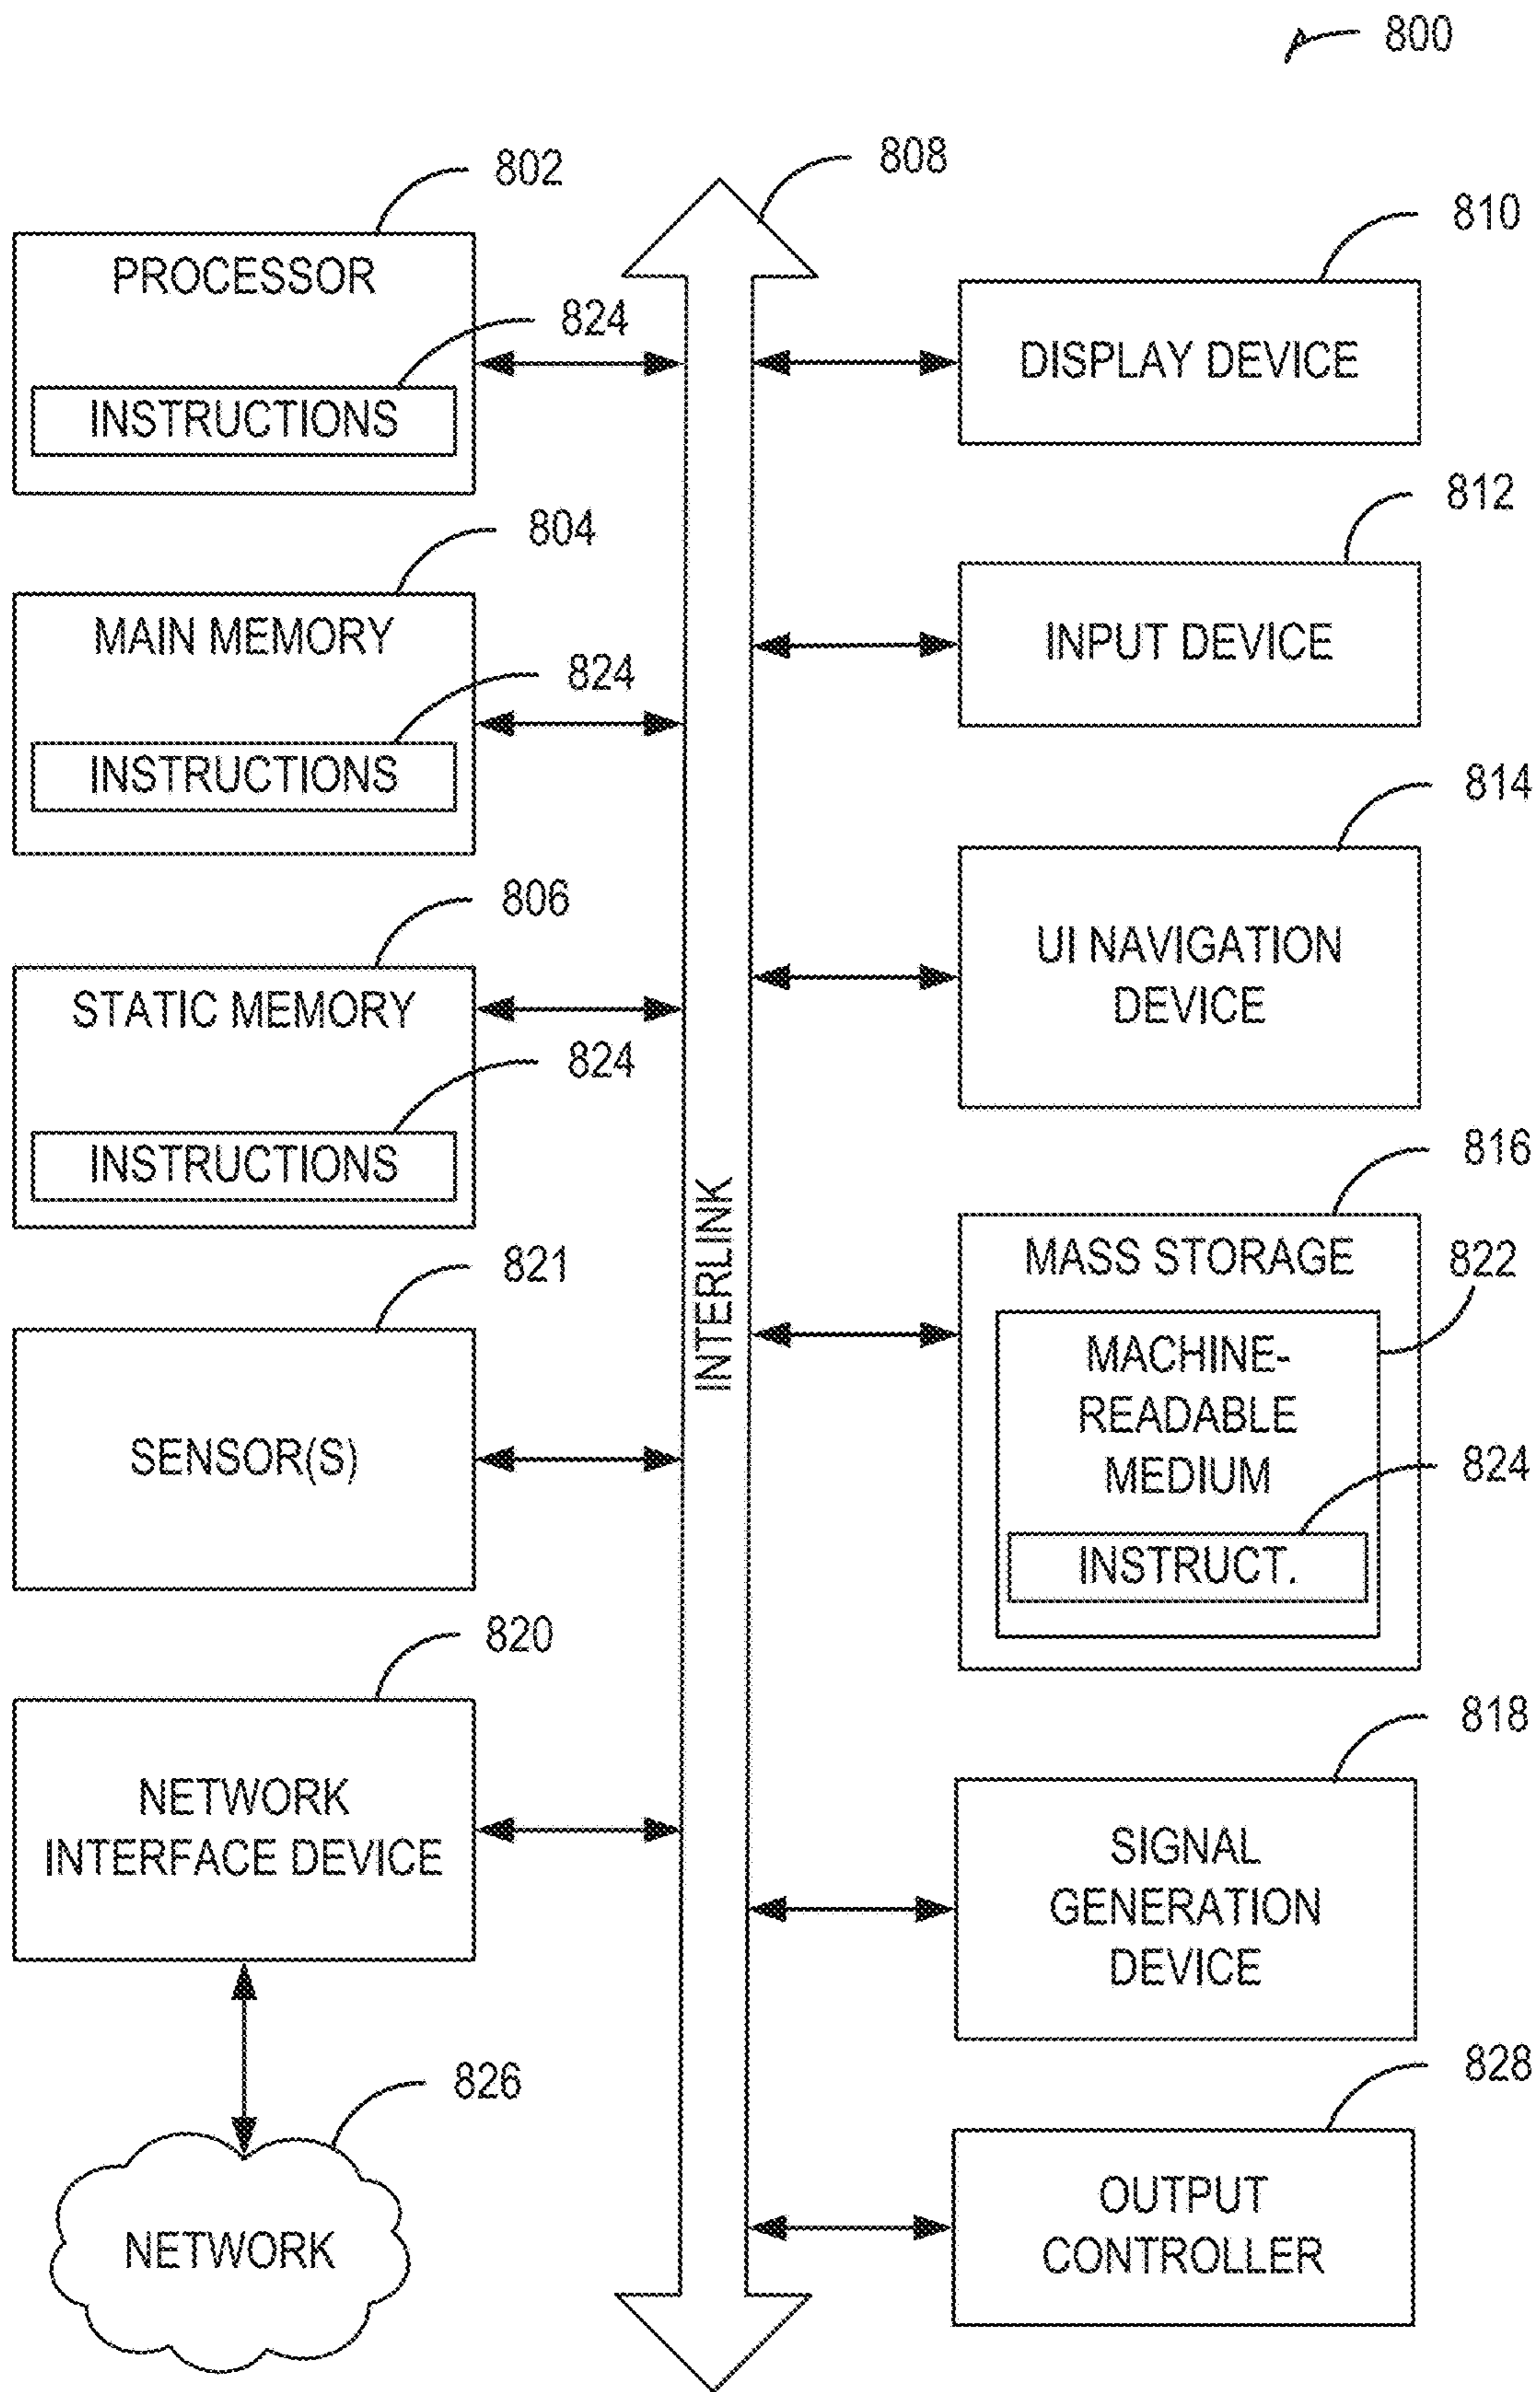 800
802
PROCESSOR
824
INSTRUCTIONS
804
MAIN MEMORY
824
INSTRUCTIONS
806
STATIC MEMORY
824
INSTRUCTIONS
821
SENSOR(S)
820
NETWORK
INTERFACE DEVICE
826
NETWORK
808
INTERLINK
810
DISPLAY DEVICE
812
INPUT DEVICE
814
UI NAVIGATION
DEVICE
816
MASS STORAGE
822
MACHINE-
READABLE
MEDIUM
824
INSTRUCT.
818
SIGNAL
GENERATION
DEVICE
828
OUTPUT
CONTROLLER